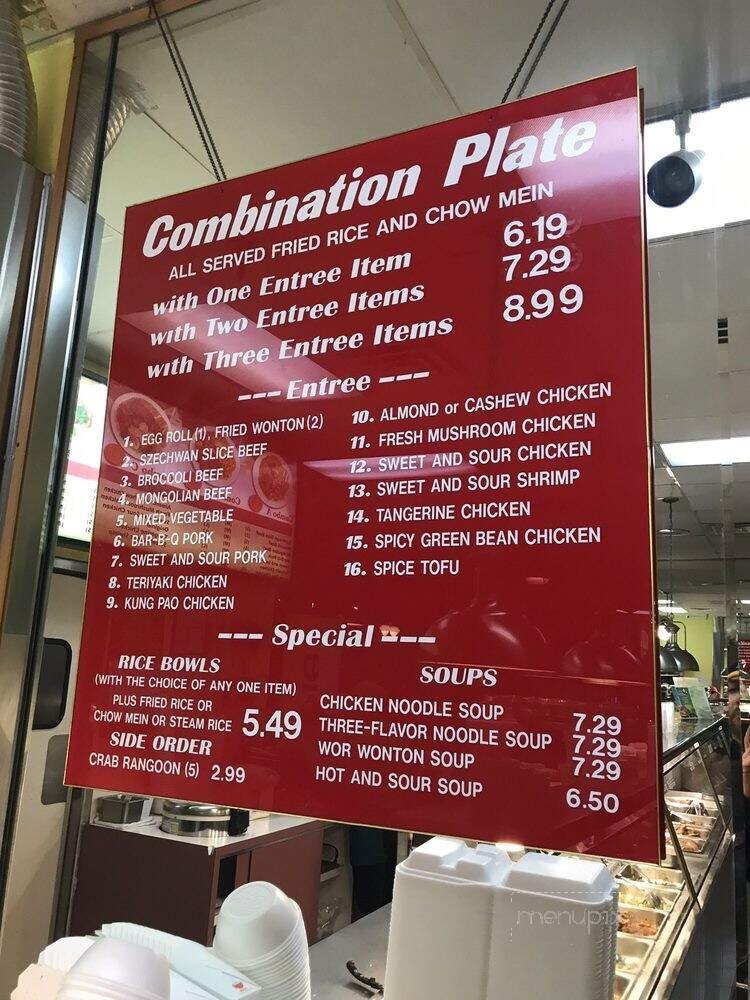 Combination Plate
ALL SERVED FRIED RICE AND CHOW MEIN
with One Entree Item 6.19
with Two Entree Items 7.29
with Three Entree Items 8.99
--- Entree ---
1. EGG ROLL (1), FRIED WONTON (2)
2. SZECHWAN SLICE BEEF
3. BROCCOLI BEEF
4. MONGOLIAN BEEF
5. MIXED VEGETABLE
6. BAR-B-Q PORK
7. SWEET AND SOUR PORK
8. TERIYAKI CHICKEN
9. KUNG PAO CHICKEN
10. ALMOND or CASHEW CHICKEN
11. FRESH MUSHROOM CHICKEN
12. SWEET AND SOUR CHICKEN
13. SWEET AND SOUR SHRIMP
14. TANGERINE CHICKEN
15. SPICY GREEN BEAN CHICKEN
16. SPICE TOFU
--- Special ---
RICE BOWLS
(WITH THE CHOICE OF ANY ONE ITEM)
PLUS FRIED RICE OR
CHOW MEIN OR STEAM RICE 5.49
SIDE ORDER
CRAB RANGOON (5) 2.99
SOUPS
CHICKEN NOODLE SOUP 7.29
THREE-FLAVOR NOODLE SOUP 7.29
WOR WONTON SOUP 7.29
HOT AND SOUR SOUP 6.50
menupix